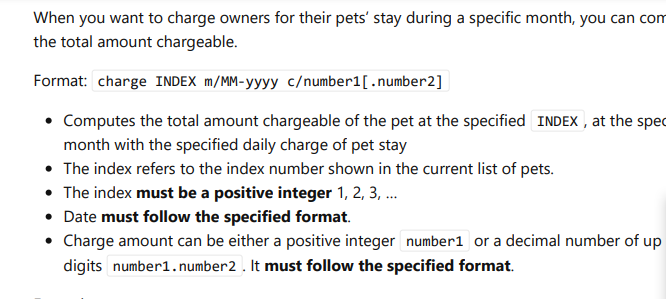 When you want to charge owners for their pets’ stay during a specific month, you can
the total amount chargeable.
Format: charge INDEX m/MM-yyyy c/number1[.number2]
• Computes the total amount chargeable of the pet at the specified INDEX , at the
month with the specified daily charge of pet stay
• The index refers to the index number shown in the current list of pets.
• The index must be a positive integer 1, 2, 3, …
• Date must follow the specified format.
• Charge amount can be either a positive integer number1 or a decimal number of up
digits number1.number2 . It must follow the specified format.